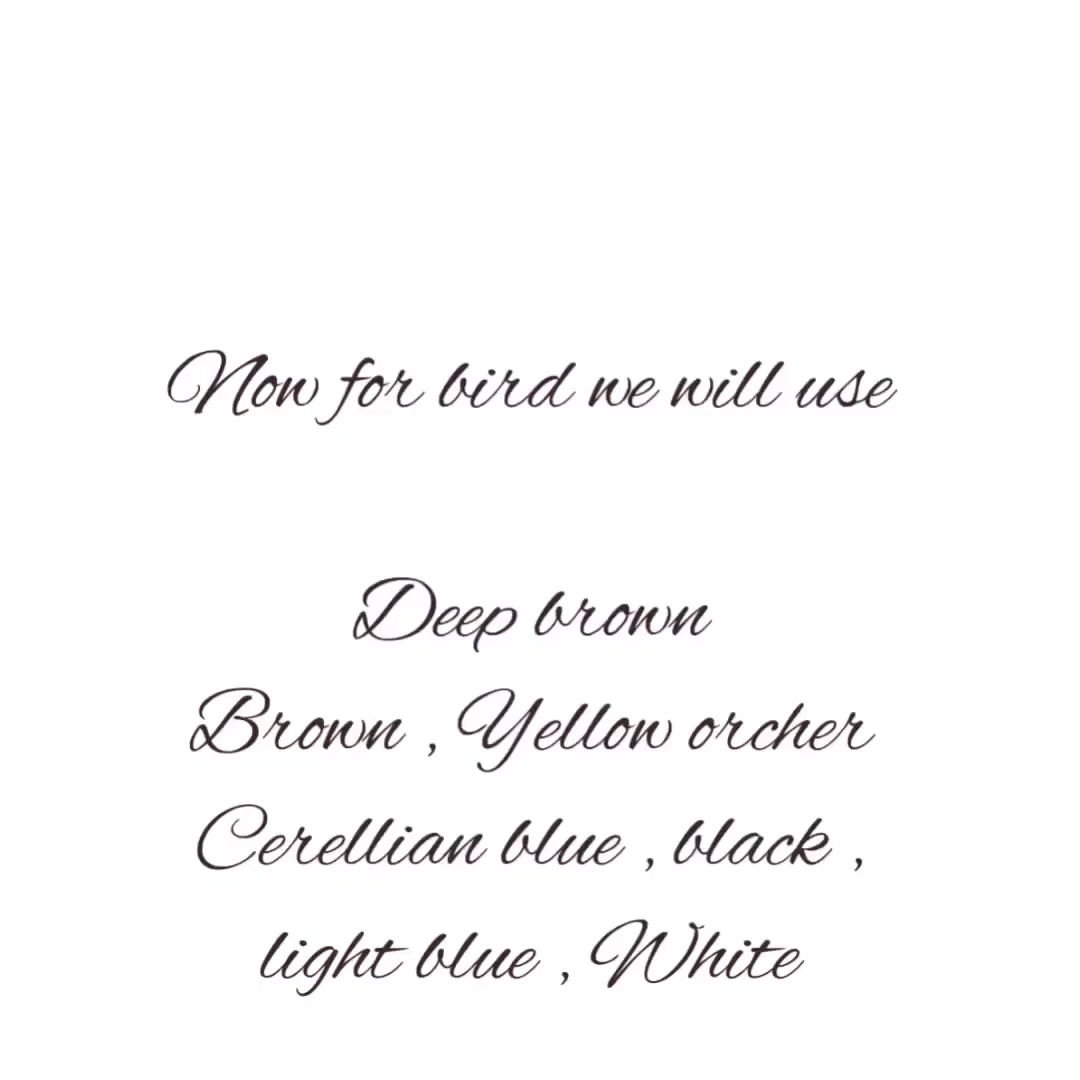 Now for bird we will use
Deep brown
Brown , Yellow orcher
Cerellian blue , black ,
light blue , White